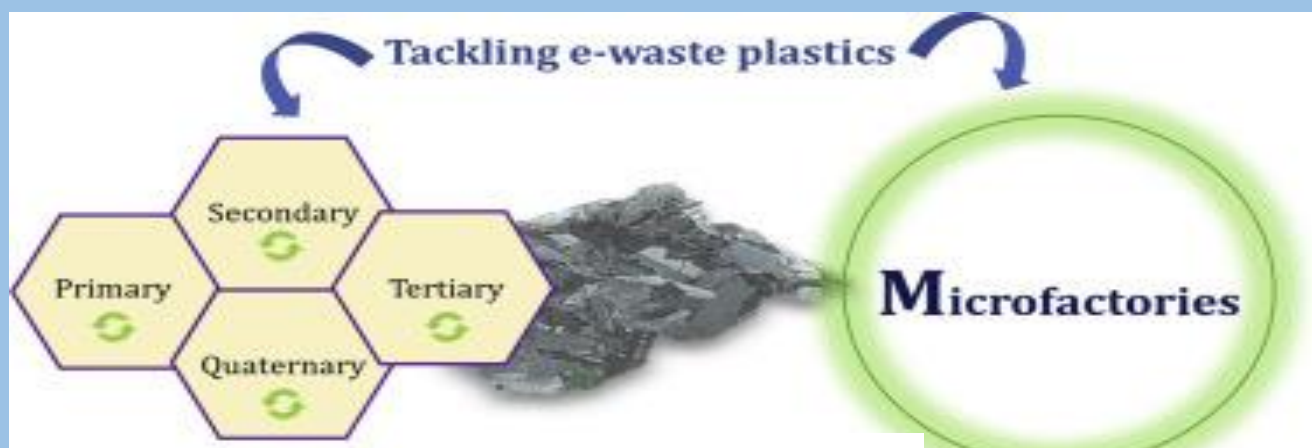 Tackling e-waste plastics
Secondary
Primary
Tertiary
Quaternary
Microfactories